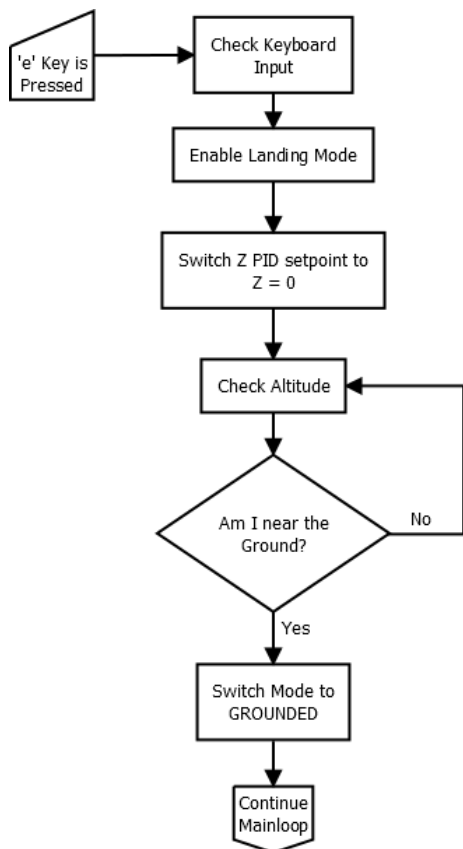 'e' Key is
Pressed
Check Keyboard
Input
Enable Landing Mode
Switch Z PID setpoint to
Z = 0
Check Altitude
Am I near the
Ground?
No
Yes
Switch Mode to
GROUNDED
Continue
Mainloop